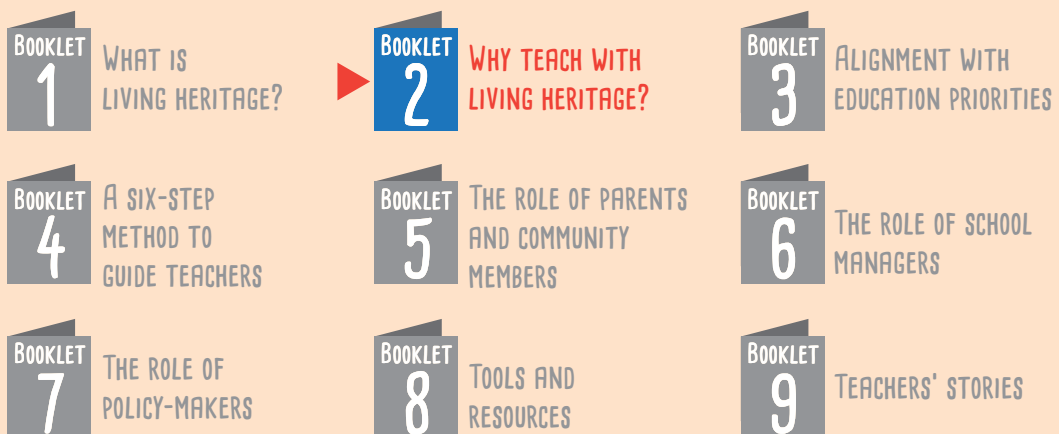 BOOKLET
1
WHAT IS
LIVING HERITAGE?
BOOKLET
2
WHY TEACH WITH
LIVING HERITAGE?
BOOKLET
3
ALIGNMENT WITH
EDUCATION PRIORITIES
BOOKLET
4
A SIX-STEP
METHOD TO
GUIDE TEACHERS
BOOKLET
5
THE ROLE OF PARENTS
AND COMMUNITY
MEMBERS
BOOKLET
6
THE ROLE OF SCHOOL
MANAGERS
BOOKLET
7
THE ROLE OF
POLICY-MAKERS
BOOKLET
8
TOOLS AND
RESOURCES
BOOKLET
9
TEACHERS' STORIES